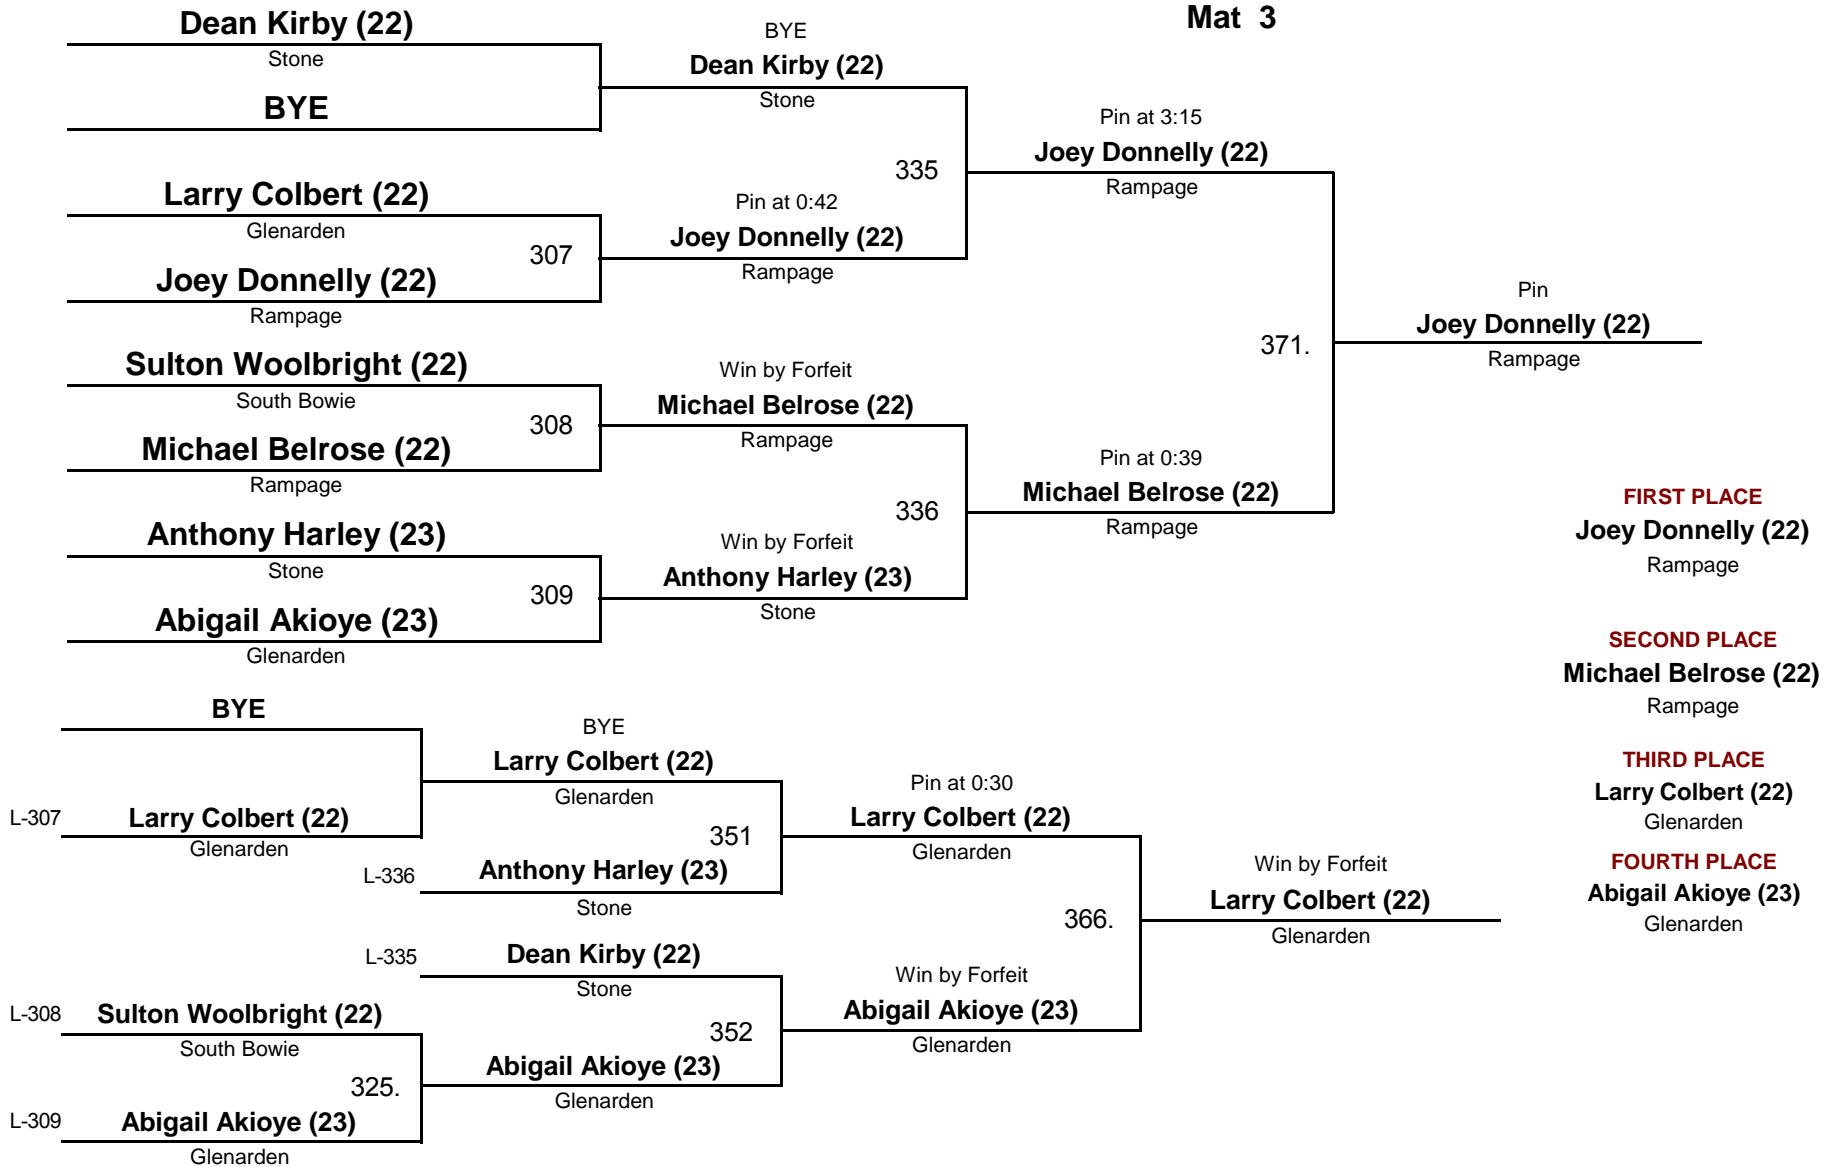 Mat 3
Dean Kirby (22)
Stone
BYE
Larry Colbert (22)
Glenarden
307
Joey Donnelly (22)
Rampage
Sulton Woolbright (22)
South Bowie
308
Michael Belrose (22)
Rampage
Anthony Harley (23)
Stone
309
Abigail Akioye (23)
Glenarden
BYE
Dean Kirby (22)
Stone
335
Pin at 0:42
Joey Donnelly (22)
Rampage
Win by Forfeit
Michael Belrose (22)
Rampage
336
Win by Forfeit
Anthony Harley (23)
Stone
Pin at 3:15
Joey Donnelly (22)
Rampage
371.
Pin at 0:39
Michael Belrose (22)
Rampage
Pin
Joey Donnelly (22)
Rampage
FIRST PLACE
Joey Donnelly (22)
Rampage
SECOND PLACE
Michael Belrose (22)
Rampage
THIRD PLACE
Larry Colbert (22)
Glenarden
FOURTH PLACE
Abigail Akioye (23)
Glenarden
BYE
L-307
Larry Colbert (22)
Glenarden
L-308
Sulton Woolbright (22)
South Bowie
325.
L-309
Abigail Akioye (23)
Glenarden
BYE
Larry Colbert (22)
Glenarden
351
L-336
Anthony Harley (23)
Stone
L-335
Dean Kirby (22)
Stone
352
Abigail Akioye (23)
Glenarden
Pin at 0:30
Larry Colbert (22)
Glenarden
366.
Win by Forfeit
Abigail Akioye (23)
Glenarden
Win by Forfeit
Larry Colbert (22)
Glenarden